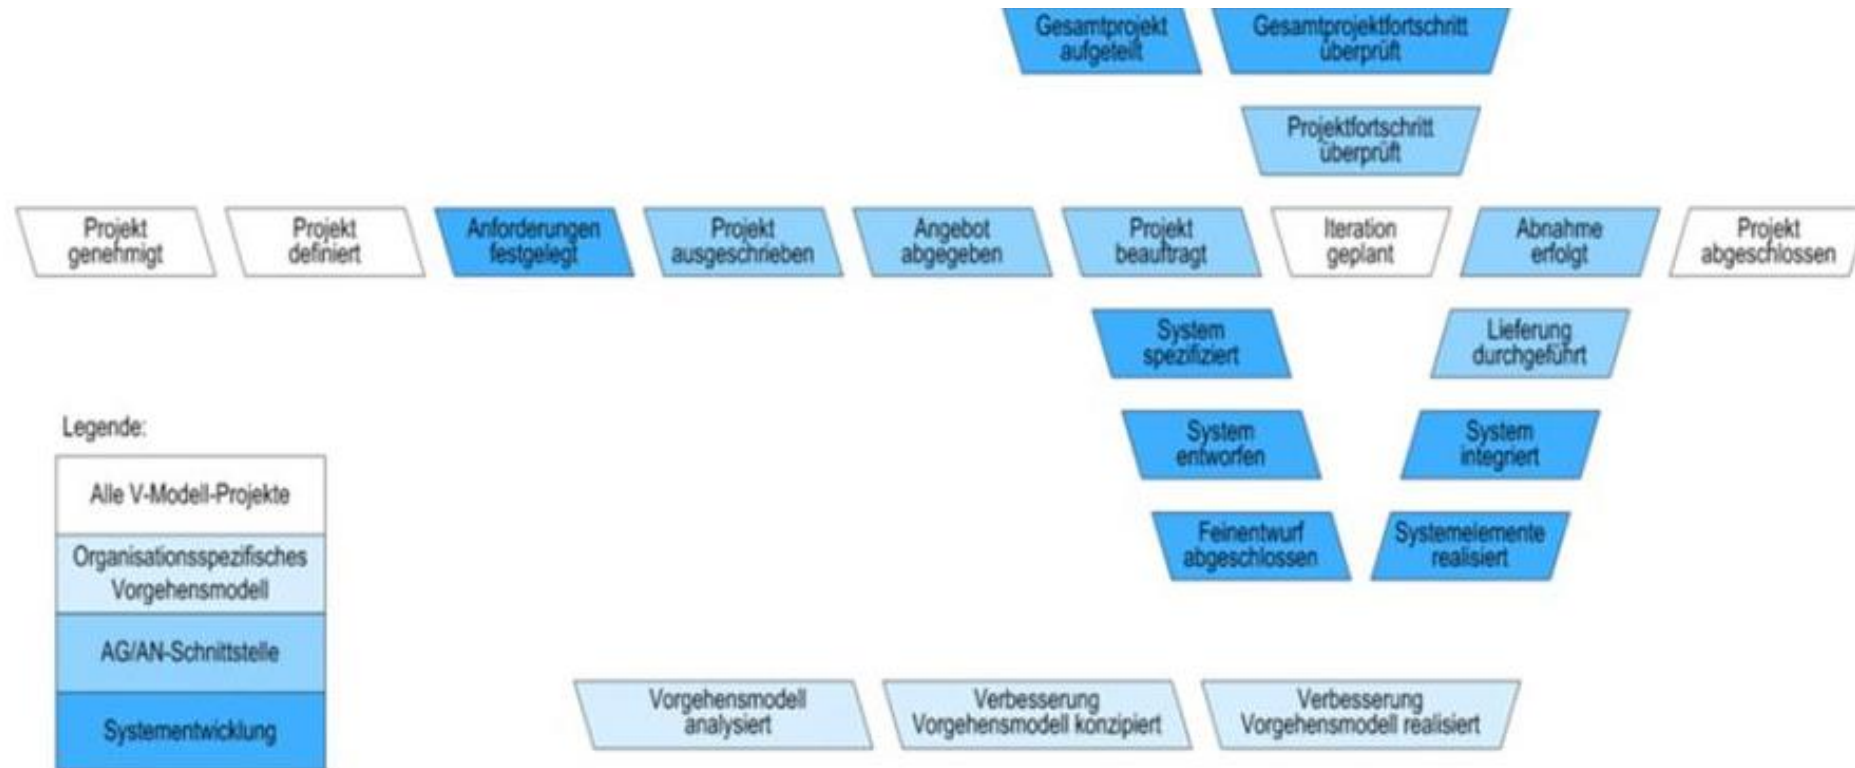 Gesamtprojekt
aufgeteilt
Gesamtprojektfortschritt
überprüft
Projektfortschritt
überprüft
Projekt
genehmigt
Projekt
definiert
Anforderungen
festgelegt
Projekt
ausgeschrieben
Angebot
abgegeben
Projekt
beauftragt
Iteration
geplant
Abnahme
erfolgt
Projekt
abgeschlossen
System
spezifiziert
Lieferung
durchgeführt
System
entworfen
System
integriert
Feinentwurf
abgeschlossen
Systemelemente
realisiert
Legende:
Alle V-Modell-Projekte
Organisationsspezifisches
Vorgehensmodell
AG/AN-Schnittstelle
Systementwicklung
Vorgehensmodell
analysiert
Verbesserung
Vorgehensmodell konzipiert
Verbesserung
Vorgehensmodell realisiert